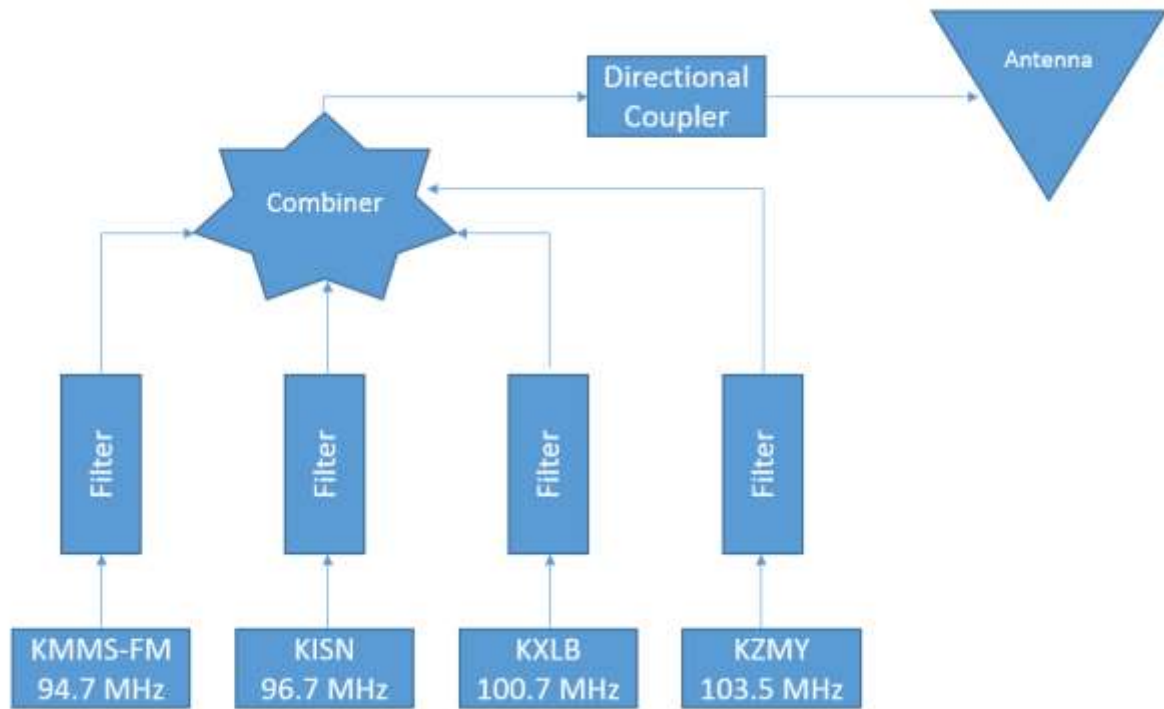 Directional
Coupler
Antenna
Combiner
Filter
Filter
Filter
Filter
KMMS-FM
94.7 MHz
KISN
96.7 MHz
KXLB
100.7 MHz
KZMY
103.5 MHz